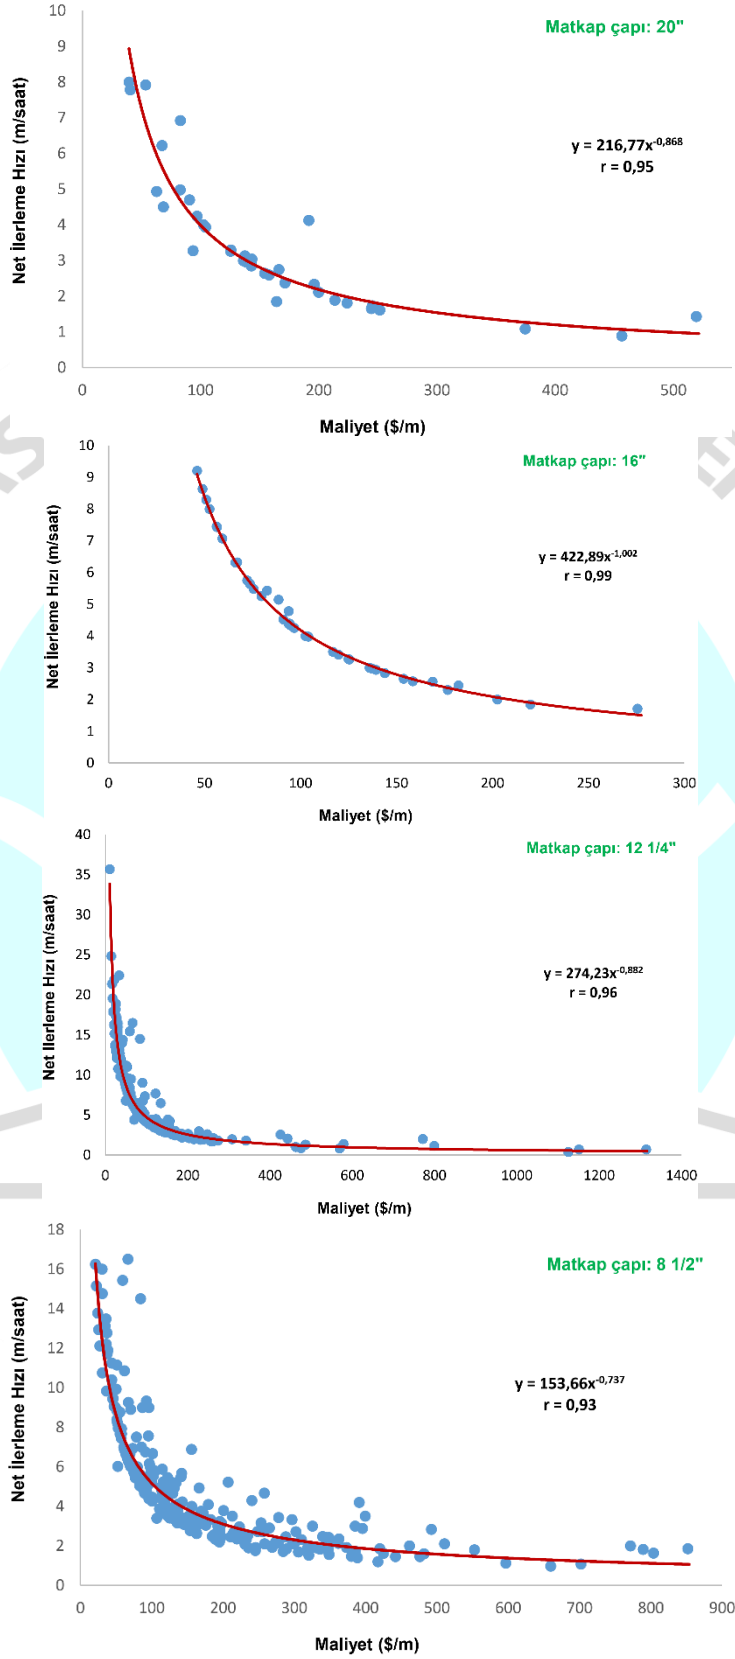 10
Matkap çapı: 20"
9
8
7
y = 216,77x-0,868
6
r = 0,95
5
4
3
2
1
0
0 100 200 300 400 500
Net İlerleme Hızı (m/saat)
Maliyet ($/m)
10
Matkap çapı: 16"
9
8
7
y = 422,89x-1,002
6
r = 0,99
5
4
3
2
1
0
0 50 100 150 200 250 300
Net İlerleme Hızı (m/saat)
Maliyet ($/m)
40
Matkap çapı: 12 1/4"
35
30
25
y = 274,23x-0,882
20
r = 0,96
15
10
5
0
0 200 400 600 800 1000 1200 1400
Net İlerleme Hızı (m/saat)
Maliyet ($/m)
18
Matkap çapı: 8 1/2"
16
14
12
10
y = 153,66x-0,737
r = 0,93
8
6
4
2
0
0 100 200 300 400 500 600 700 800 900
Net İlerleme Hızı (m/saat)
Maliyet ($/m)